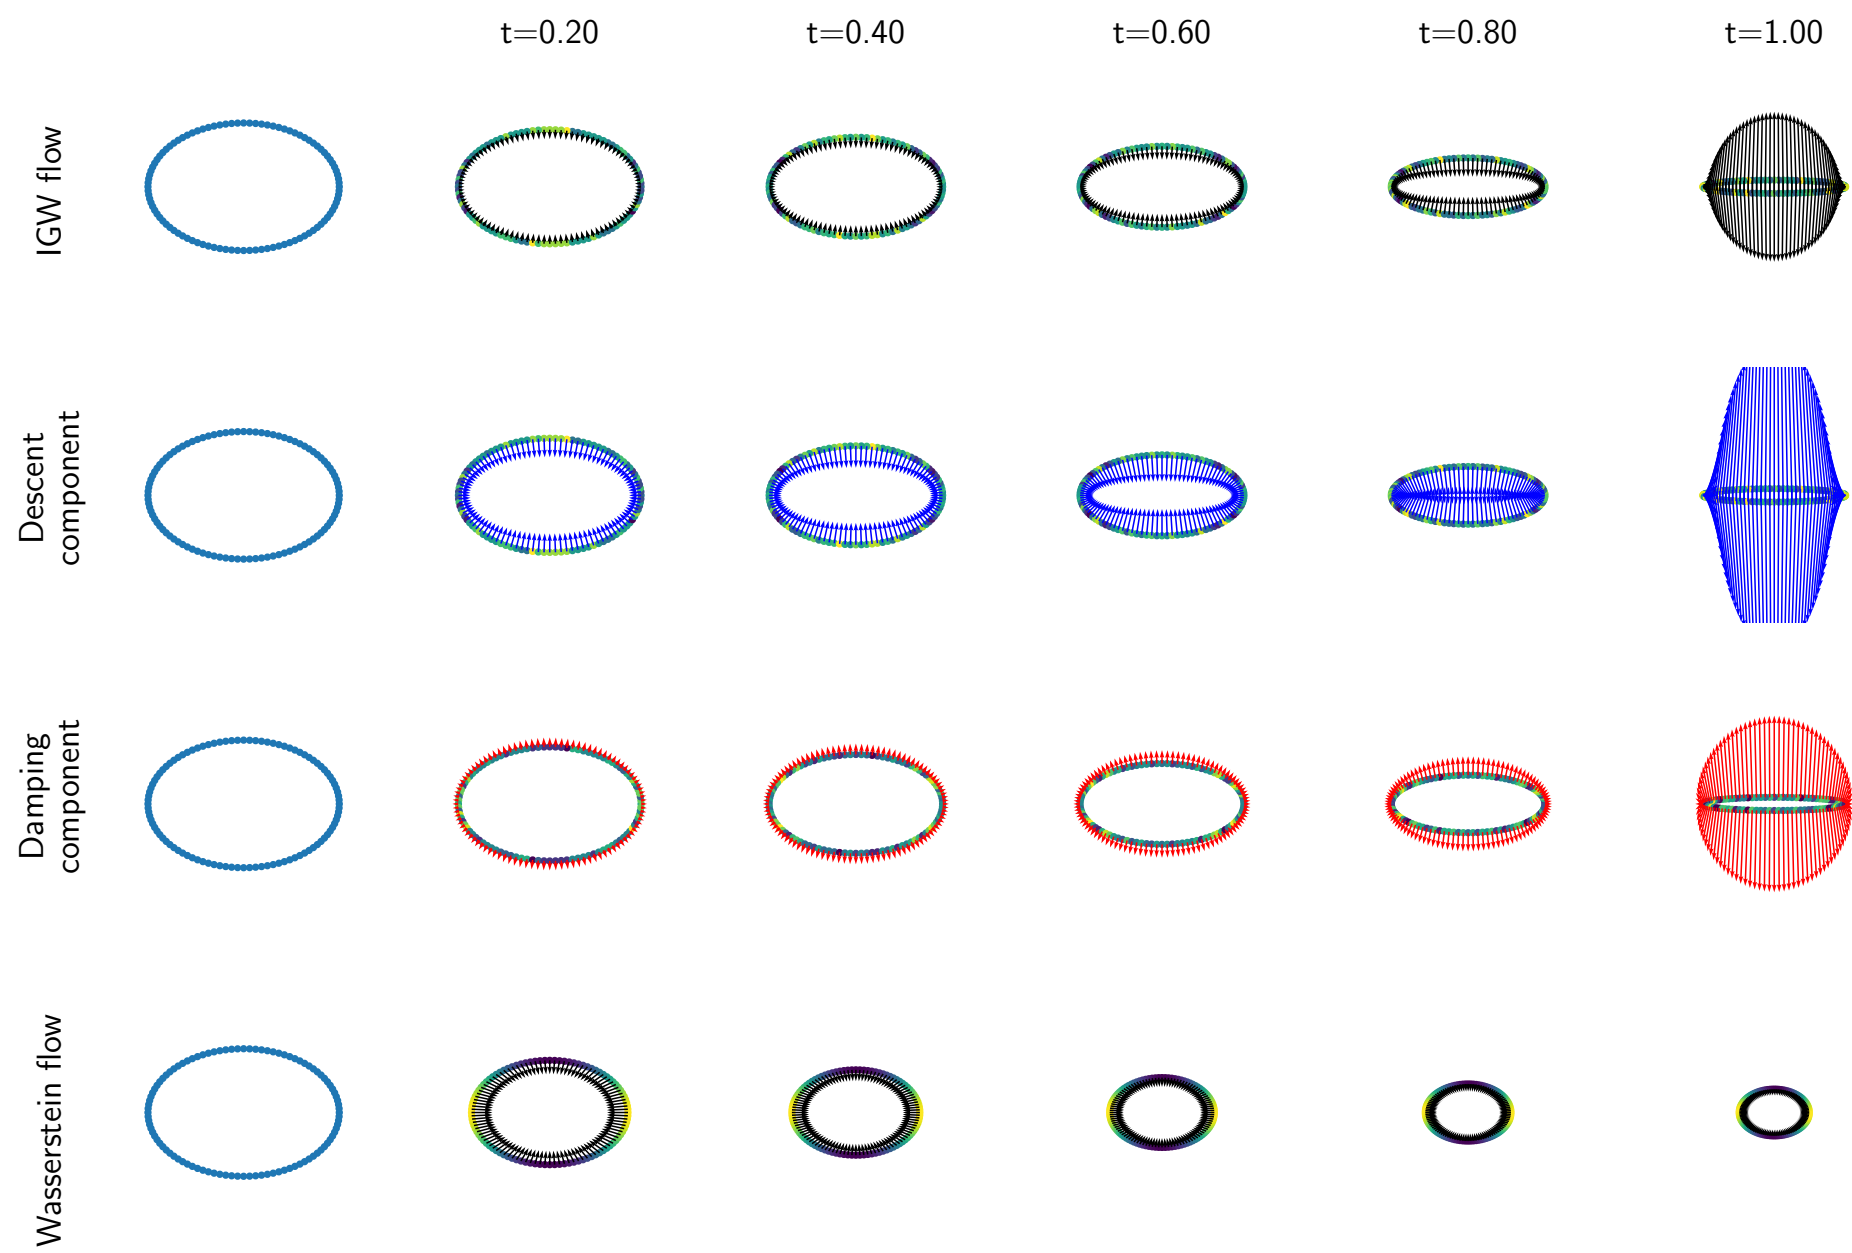 t=0.20 t=0.40 t=0.60 t=0.80 t=1.00
IGW flow
Descent
component
Damping
component
Wasserstein flow